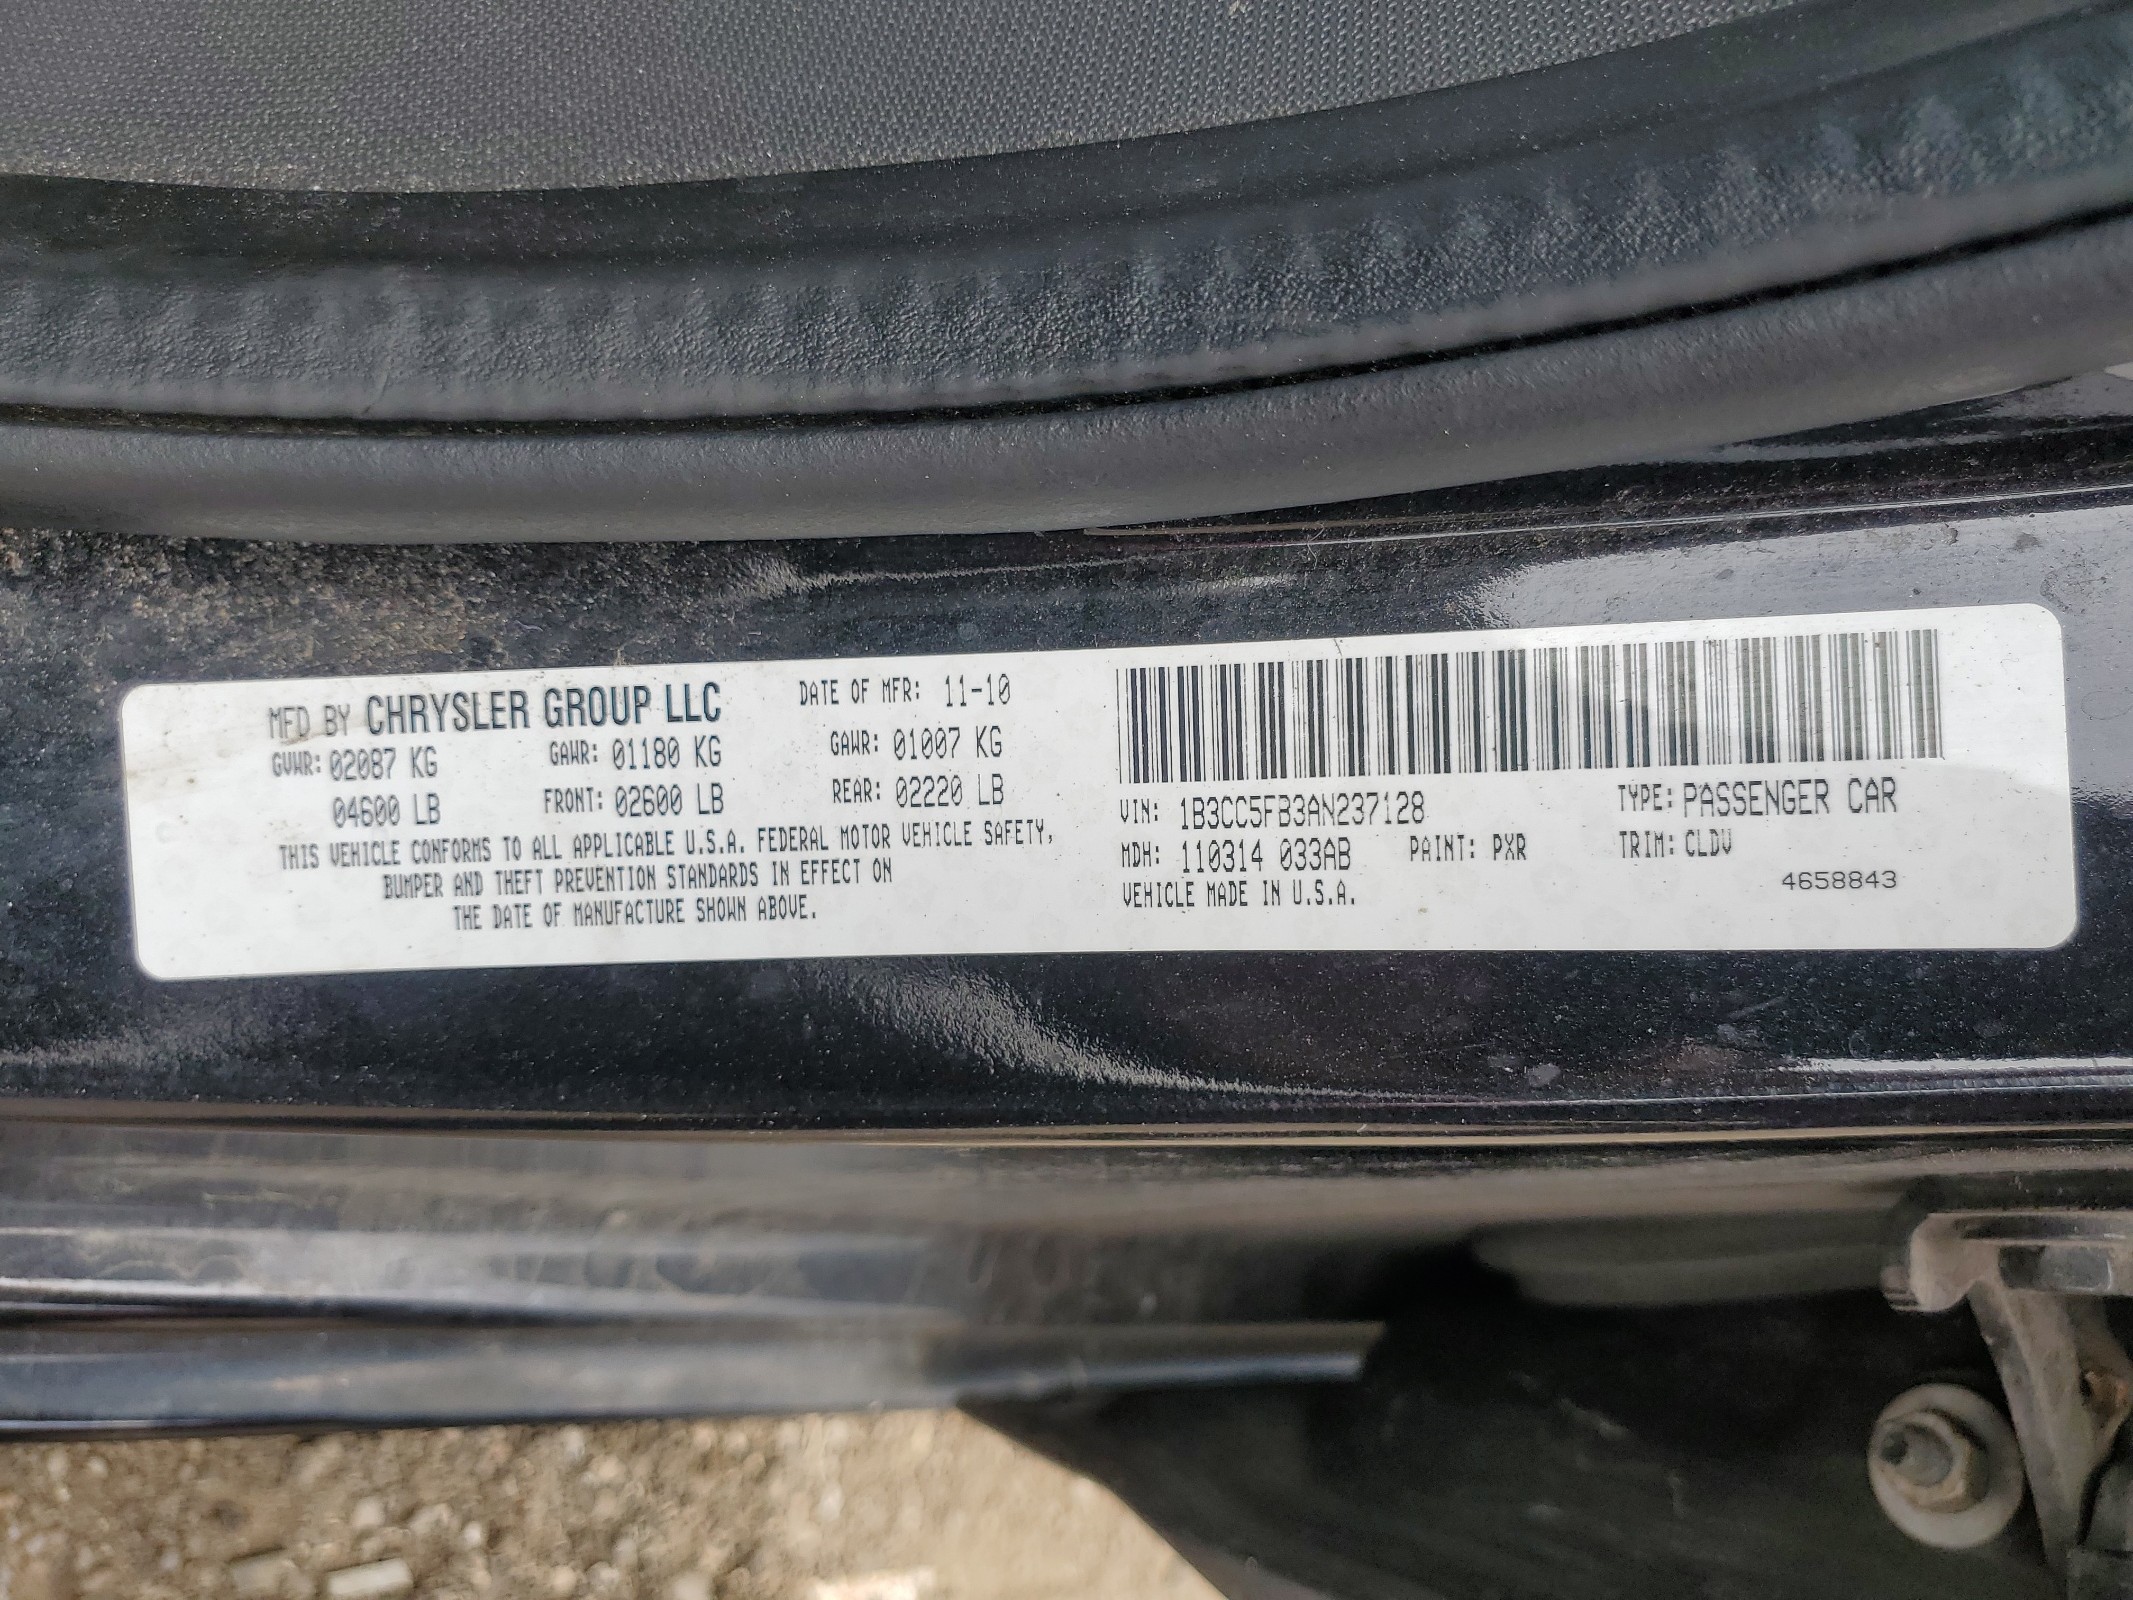 MFD BY CHRYSLER GROUP LLC DATE OF MFR: 11-10
GVWR: 02087 KG GAWR: 01180 KG GAWR: 01007 KG
04600 LB FRONT: 02600 LB REAR: 02220 LB
THIS VEHICLE CONFORMS TO ALL APPLICABLE U.S.A. FEDERAL MOTOR VEHICLE SAFETY,
BUMPER AND THEFT PREVENTION STANDARDS IN EFFECT ON
THE DATE OF MANUFACTURE SHOWN ABOVE.
VIN: 1B3CC5FB3AN237128 TYPE: PASSENGER CAR
MDH: 110314 033AB PAINT: PXR TRIM: CLDV
VEHICLE MADE IN U.S.A. 4658843